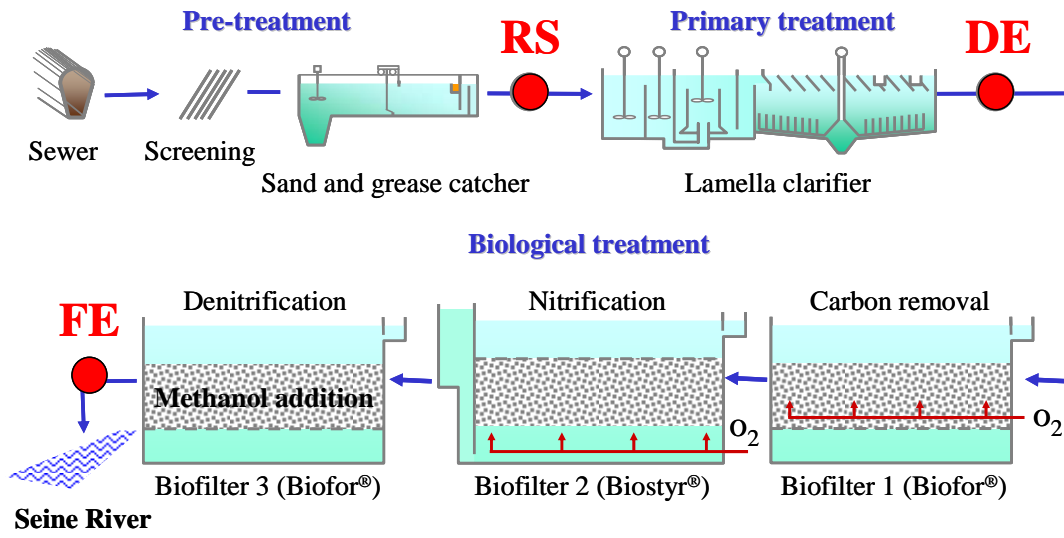 Pre-treatment
RS
Primary treatment
DE
Sewer
Screening
Sand and grease catcher
Lamella clarifier
Biological treatment
FE
Denitrification
Nitrification
Carbon removal
Methanol addition
O2
O2
Biofilter 3 (Biofor®)
Biofilter 2 (Biostyr®)
Biofilter 1 (Biofor®)
Seine River